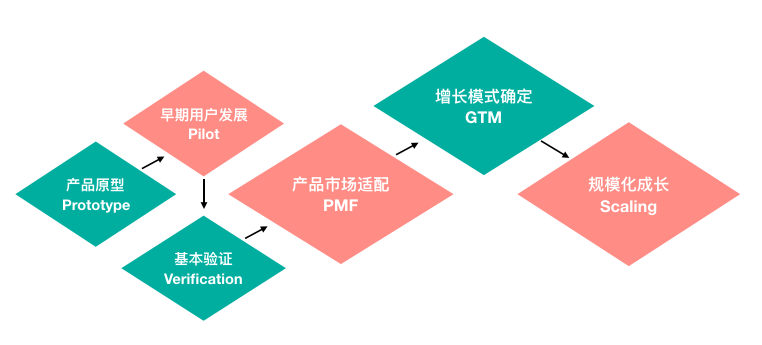 产品原型
Prototype
早期用户发展
Pilot
基本验证
Verification
产品市场适配
PMF
增长模式确定
GTM
规模化成长
Scaling